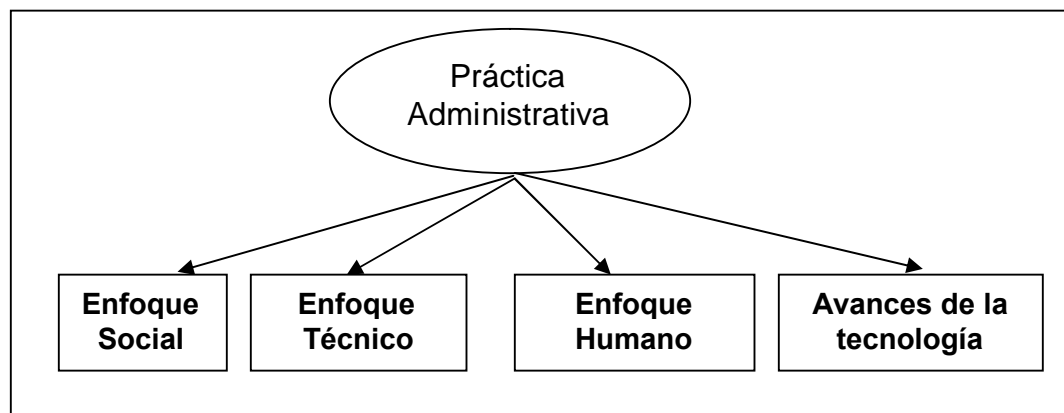 Práctica
Administrativa
Enfoque
Social
Enfoque
Técnico
Enfoque
Humano
Avances de la
tecnología